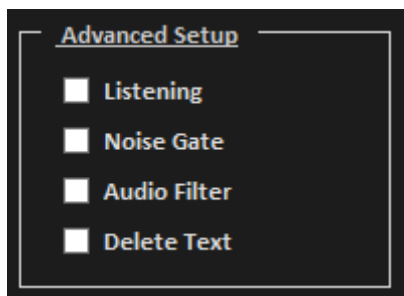 Advanced Setup
Listening
Noise Gate
Audio Filter
Delete Text